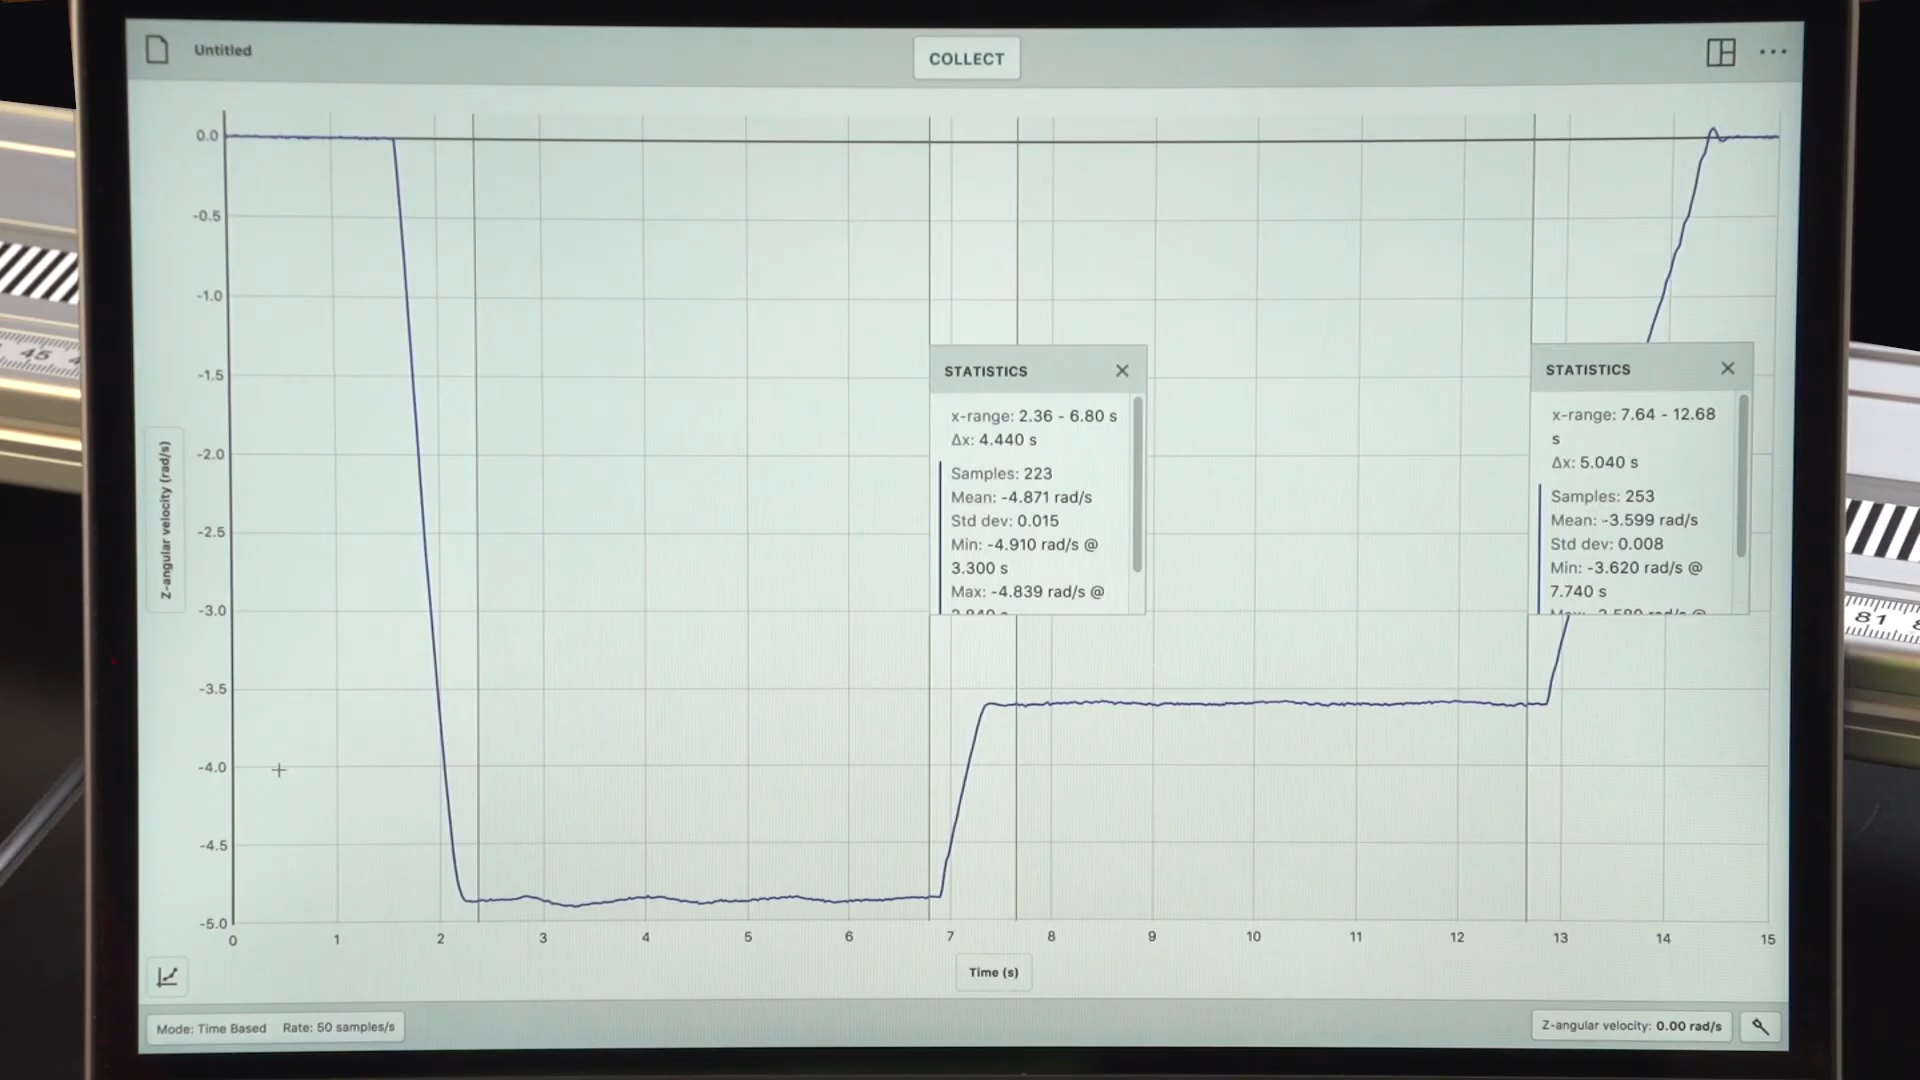 Untitled
COLLECT
0.0
-0.5
-1.0
-1.5
-2.0
-2.5
-3.0
-3.5
-4.0
-4.5
-5.0
Z-angular velocity (rad/s)
STATISTICS
x-range: 2.36 - 6.80 s
Δx: 4.440 s
Samples: 223
Mean: -4.871 rad/s
Std dev: 0.015
Min: -4.910 rad/s @
3.300 s
Max: -4.839 rad/s @
STATISTICS
x-range: 7.64 - 12.68
s
Δx: 5.040 s
Samples: 253
Mean: -3.599 rad/s
Std dev: 0.008
Min: -3.620 rad/s @
7.740 s
0 1 2 3 4 5 6 7 8 9 10 11 12 13 14 15
Time (s)
Mode: Time Based Rate: 50 samples/s
Z-angular velocity: 0.00 rad/s
45
81